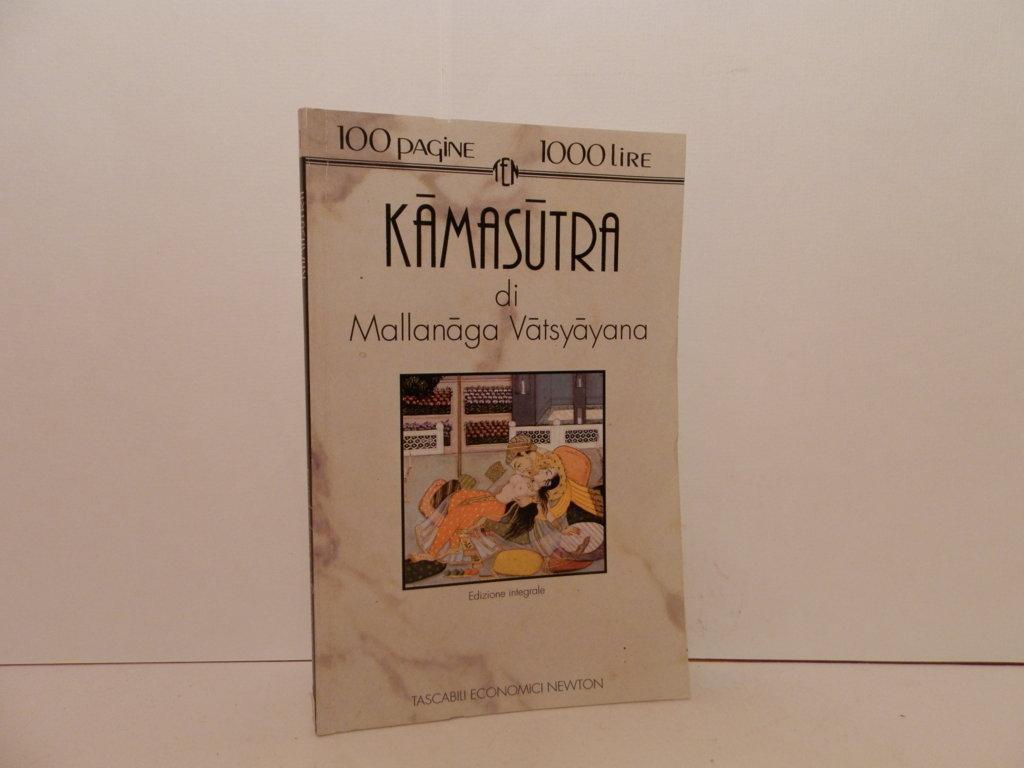 100 pagine 1000 lire
TEN
KĀMASŪTRA
di
Mallanāga Vātsyāyana
Edizione integrale
TASCABILI ECONOMICI NEWTON